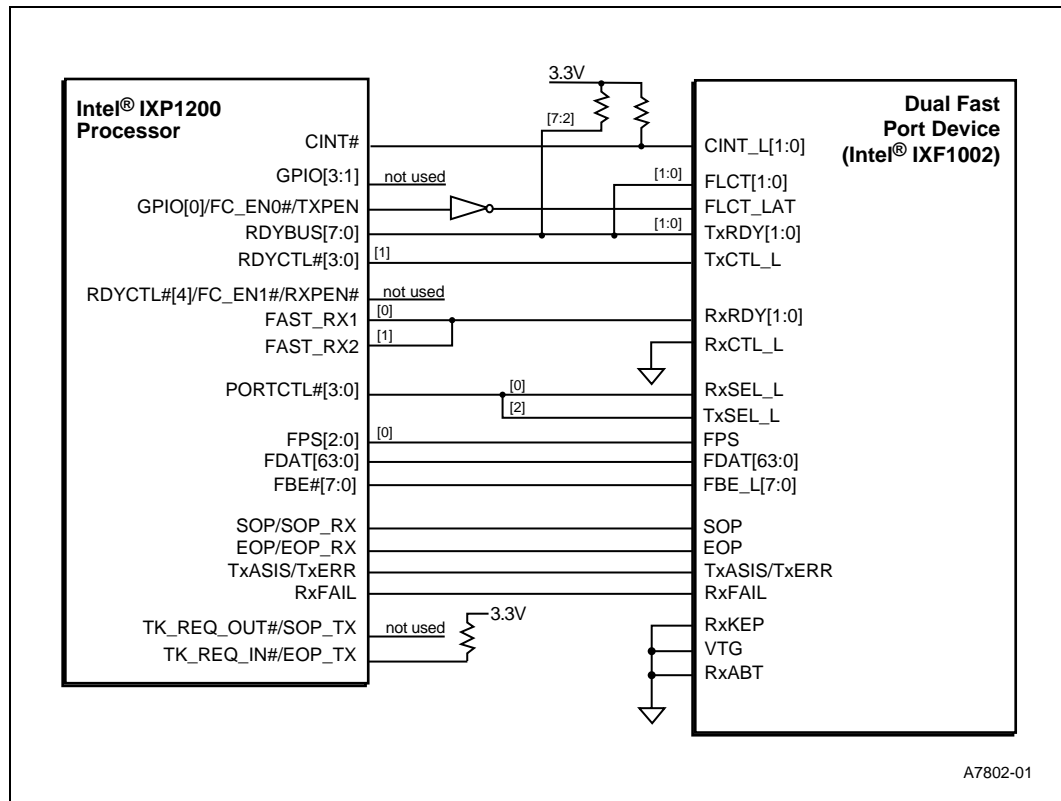 3.3V
Intel® IXP1200
Processor
Dual Fast
Port Device
(Intel® IXF1002)
[7:2]
CINT#
CINT_L[1:0]
GPIO[3:1]
not used
[1:0]
FLCT[1:0]
GPIO[0]/FC_EN0#/TXPEN
FLCT_LAT
RDYBUS[7:0]
[1:0]
TxRDY[1:0]
RDYCTL#[3:0]
[1]
TxCTL_L
RDYCTL#[4]/FC_EN1#/RXPEN#
not used
FAST_RX1
[0]
RxRDY[1:0]
FAST_RX2
[1]
RxCTL_L
PORTCTL#[3:0]
[0]
RxSEL_L
[2]
TxSEL_L
FPS[2:0]
[0]
FPS
FDAT[63:0]
FDAT[63:0]
FBE#[7:0]
FBE_L[7:0]
SOP/SOP_RX
SOP
EOP/EOP_RX
EOP
TxASIS/TxERR
TxASIS/TxERR
RxFAIL
RxFAIL
3.3V
TK_REQ_OUT#/SOP_TX
not used
RxKEP
TK_REQ_IN#/EOP_TX
VTG
RxABT
A7802-01